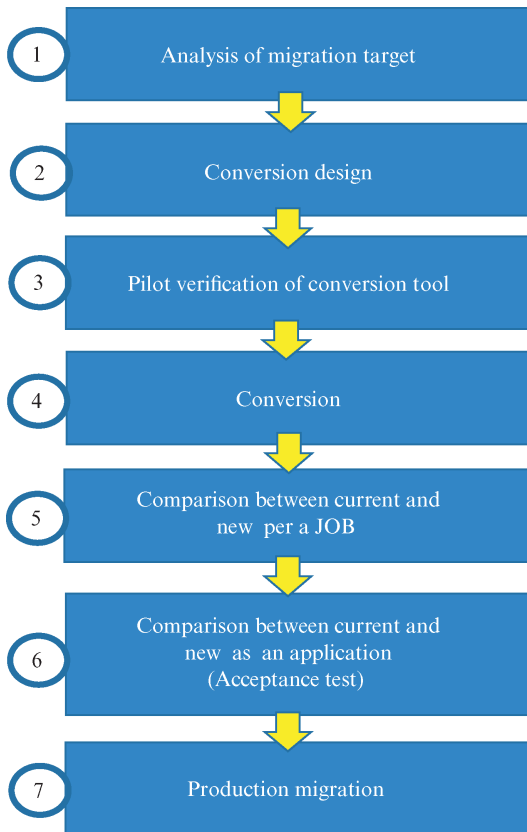 1
Analysis of migration target
2
Conversion design
3
Pilot verification of conversion tool
4
Conversion
5
Comparison between current and
new per a JOB
6
Comparison between current and
new as an application
(Acceptance test)
7
Production migration